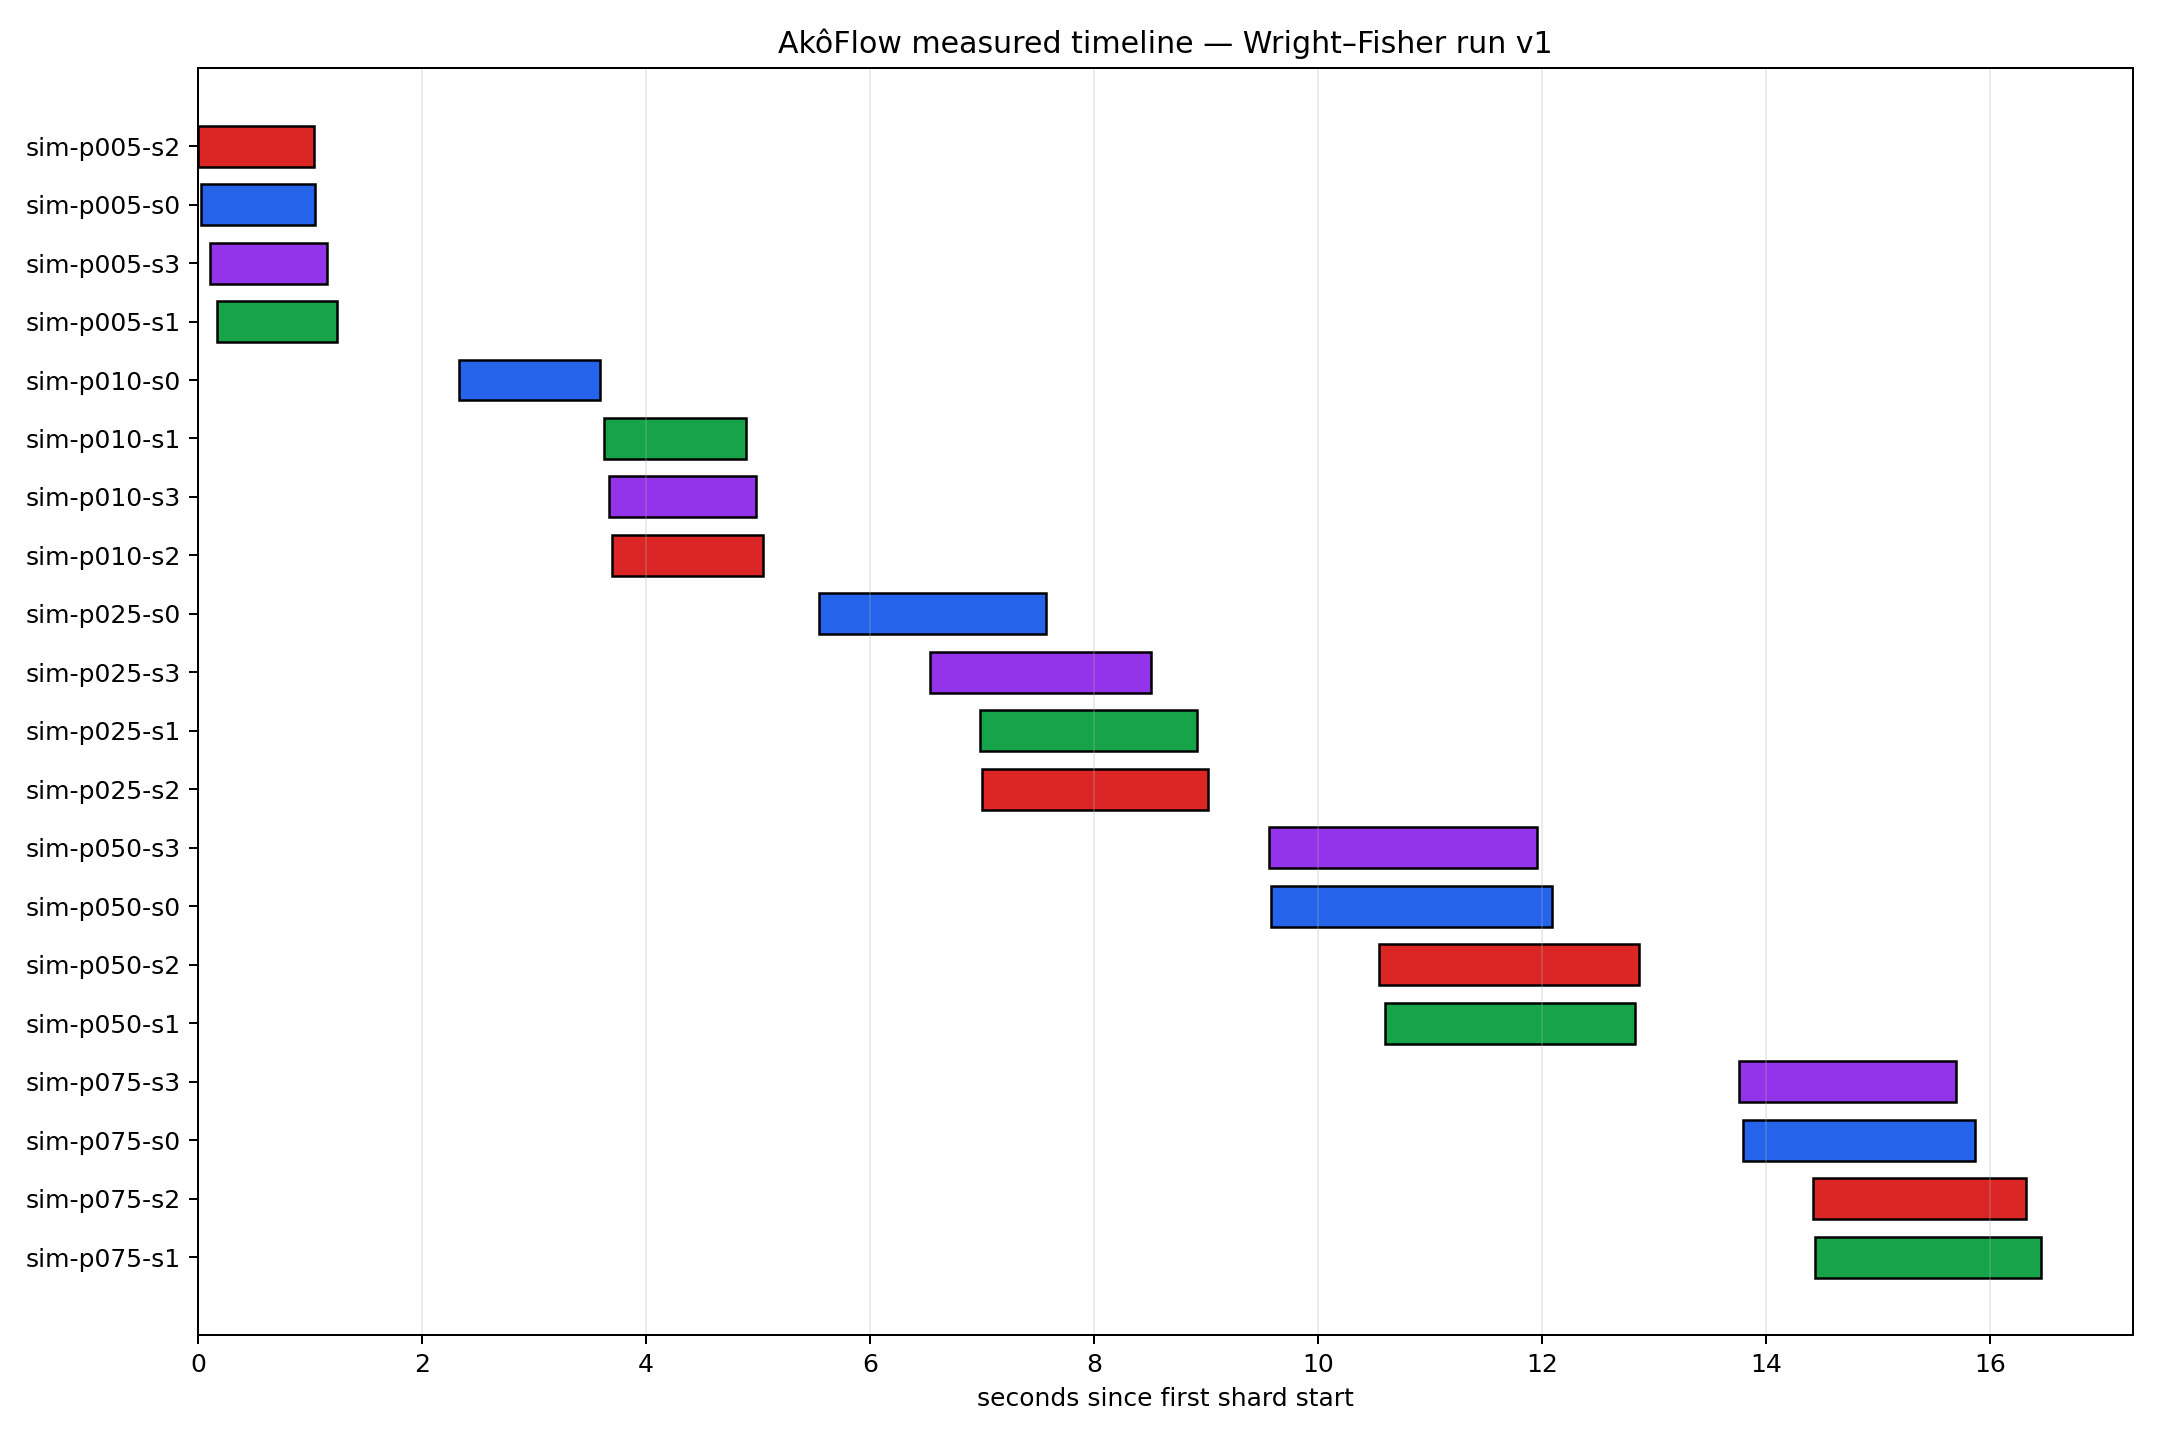 AkôFlow measured timeline — Wright–Fisher run v1
sim-p005-s2
sim-p005-s0
sim-p005-s3
sim-p005-s1
sim-p010-s0
sim-p010-s1
sim-p010-s3
sim-p010-s2
sim-p025-s0
sim-p025-s3
sim-p025-s1
sim-p025-s2
sim-p050-s3
sim-p050-s0
sim-p050-s2
sim-p050-s1
sim-p075-s3
sim-p075-s0
sim-p075-s2
sim-p075-s1
0 2 4 6 8 10 12 14 16
seconds since first shard start